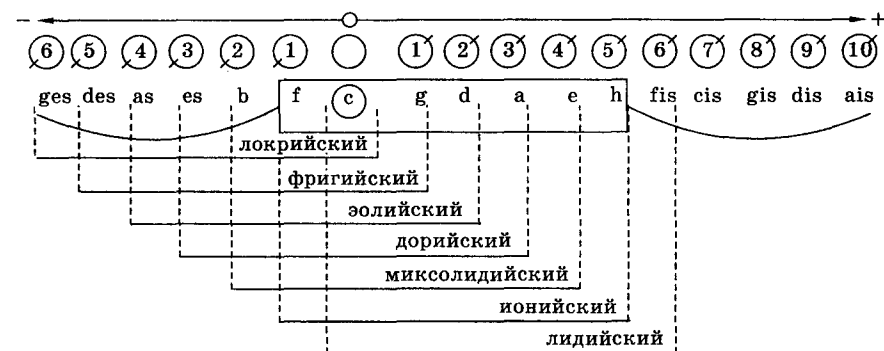 − +
6 5 4 3 2 1 1 2 3 4 5 6 7 8 9 10
ges des as es b f c g d a e h fis cis gis dis ais
локрийский
фригийский
эолийский
дорийский
миксолидийский
ионийский
лидийский